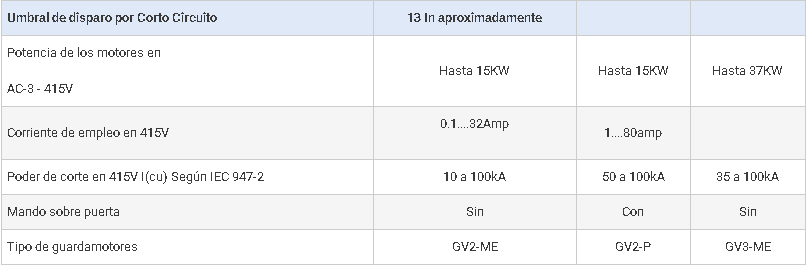 Umbral de disparo por Corto Circuito 13 In aproximadamente
Potencia de los motores en
AC-3 - 415V
Hasta 15KW Hasta 15KW Hasta 37KW
Corriente de empleo en 415V 0.1....32Amp 1....80amp
Poder de corte en 415V I(cu) Según IEC 947-2 10 a 100kA 50 a 100kA 35 a 100kA
Mando sobre puerta Sin Con Sin
Tipo de guardamotores GV2-ME GV2-P GV3-ME